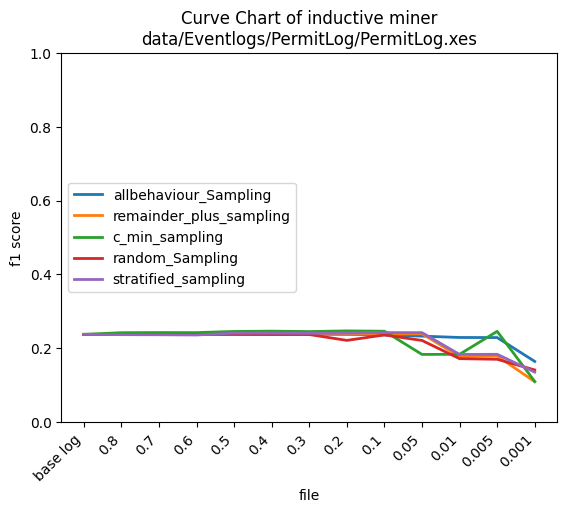 Curve Chart of inductive miner
data/Eventlogs/PermitLog/PermitLog.xes
1.0
0.8
0.6
0.4
0.2
0.0
f1 score
allbehaviour_Sampling
remainder_plus_sampling
c_min_sampling
random_Sampling
stratified_sampling
base log
0.8
0.7
0.6
0.5
0.4
0.3
0.2
0.1
0.05
0.01
0.005
0.001
file